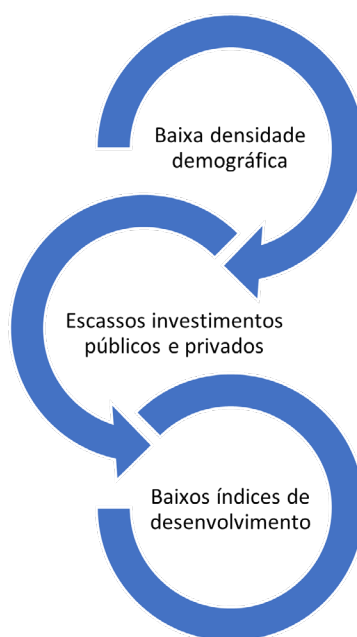 Baixa densidade
demográfica
Escassos investimentos
públicos e privados
Baixos índices de
desenvolvimento